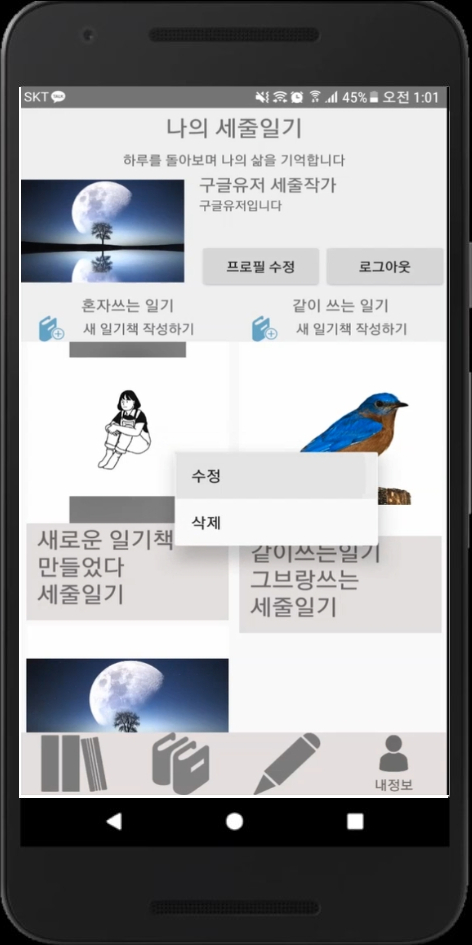 SKT TALK 45% 오전 1:01
나의 세줄일기
하루를 돌아보며 나의 삶을 기억합니다
구글유저 세줄작가
구글유저입니다
프로필 수정 로그아웃
혼자쓰는 일기
새 일기책 작성하기
같이 쓰는 일기
새 일기책 작성하기
수정
삭제
새로운 일기책
만들었다
세줄일기
같이쓰는일기
그브랑쓰는
세줄일기
내정보